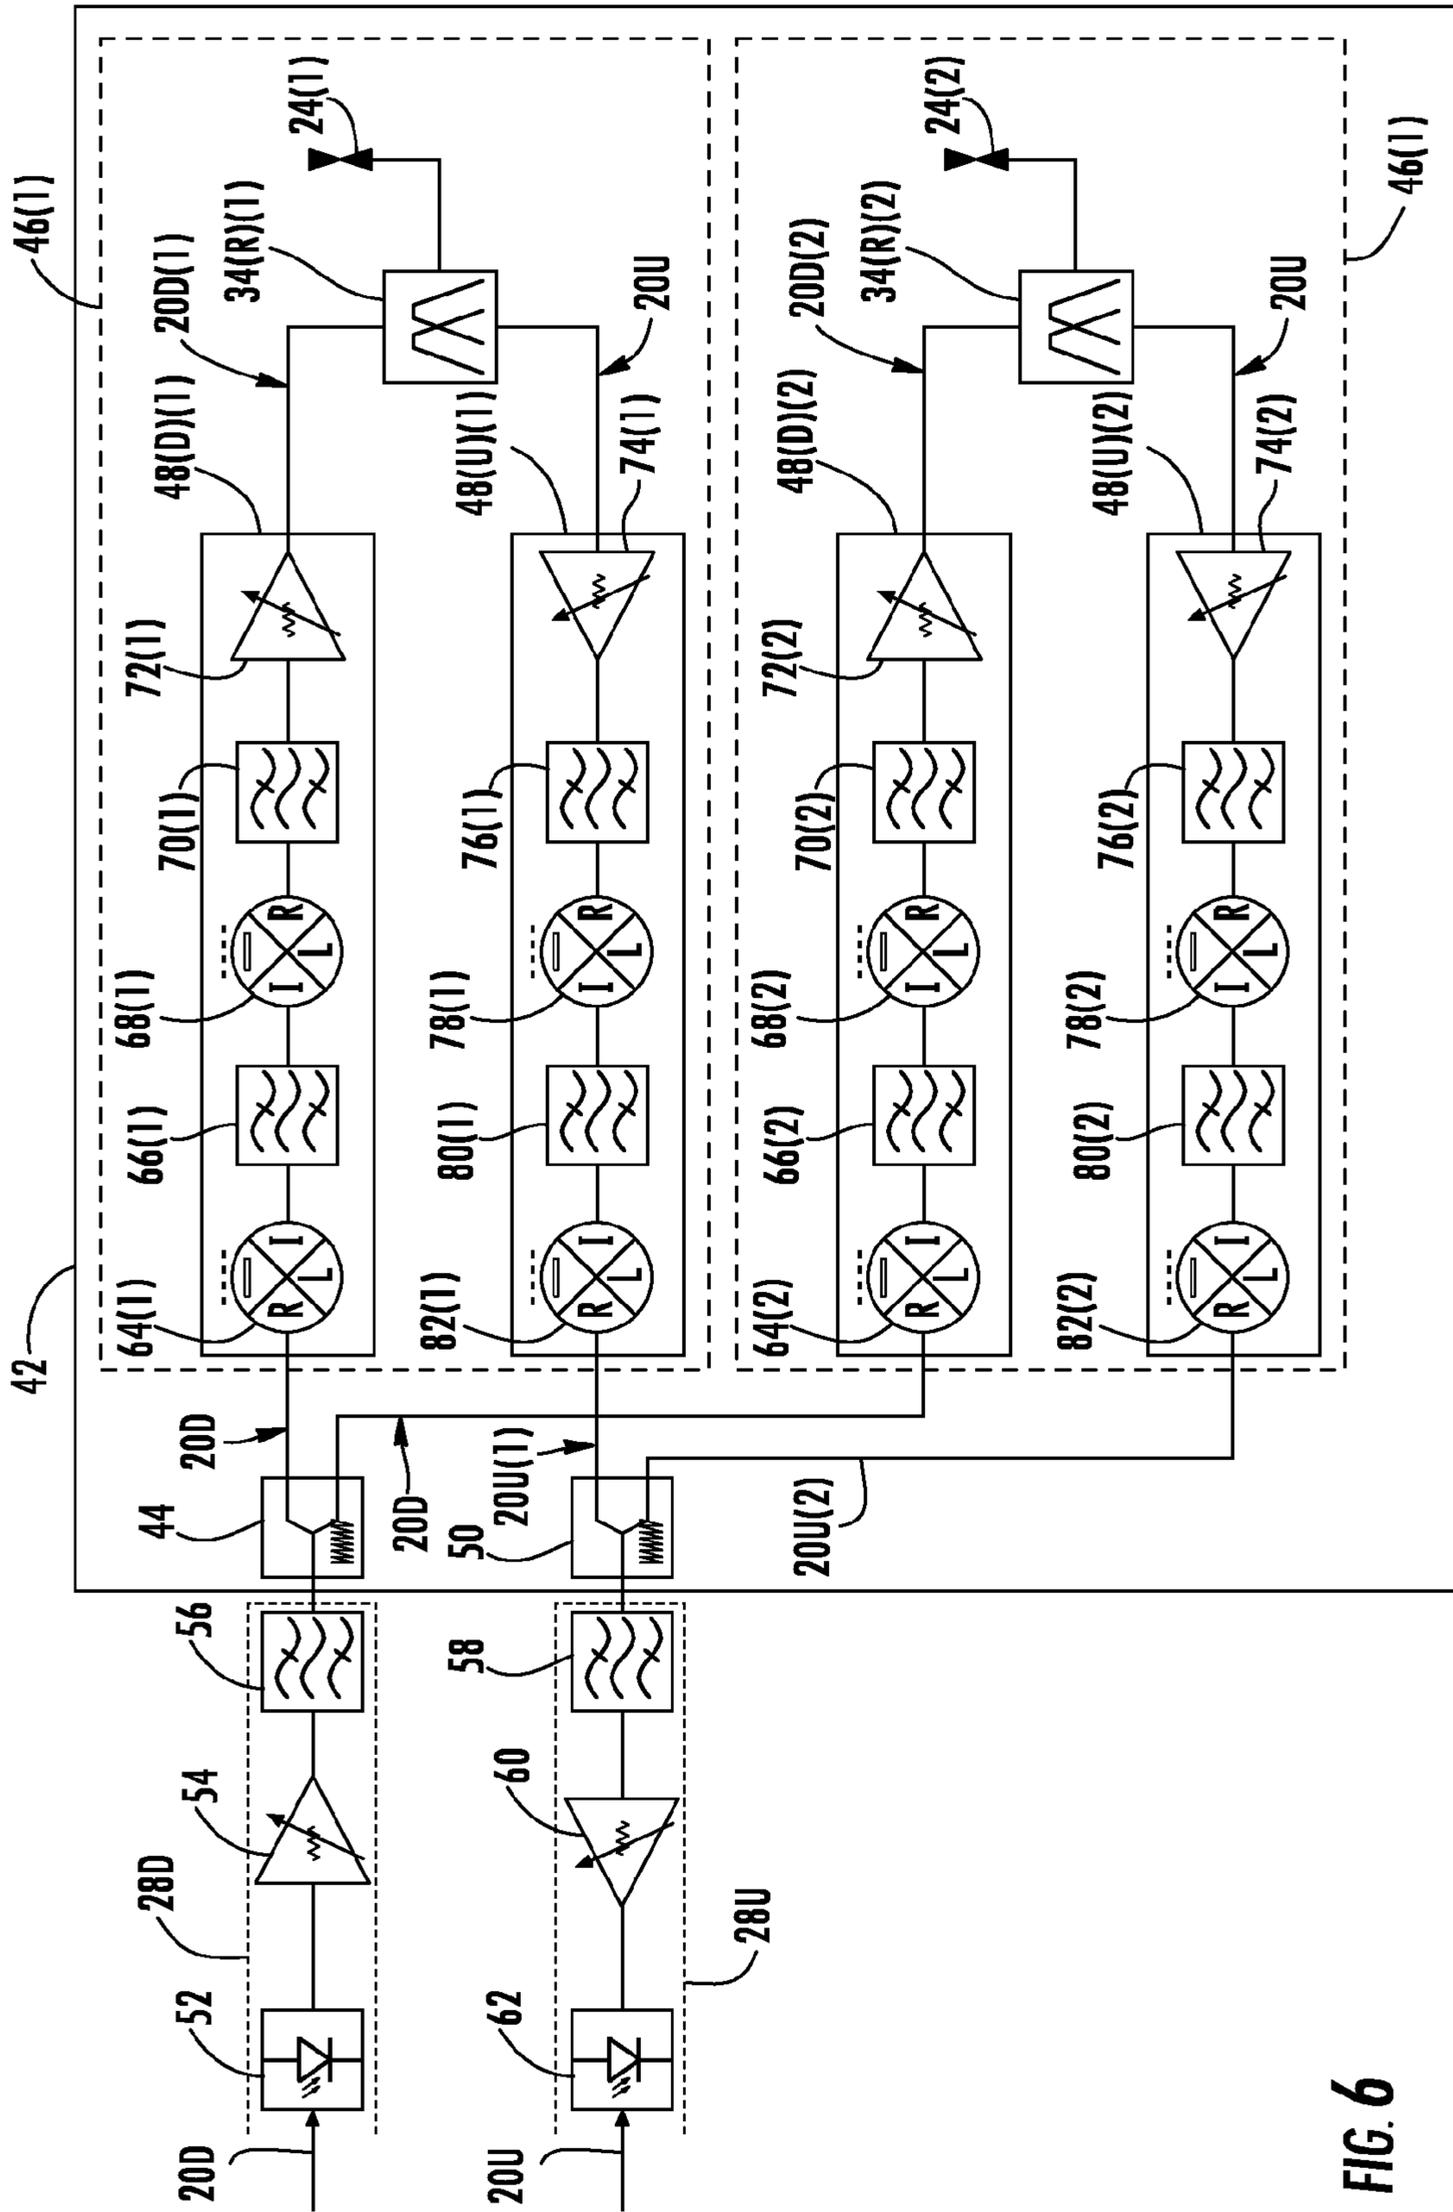 42
46(1)
20D
52
28D
54
56
44
20D
64(1)
R
L
I
66(1)
68(1)
I
L
R
70(1)
72(1)
48(D)(1)
20D(1)
34(R)(1)
24(1)
20D
20U
62
28U
60
58
50
20U(1)
82(1)
R
L
I
80(1)
78(1)
I
L
R
76(1)
48(U)(1)
74(1)
20U
20U(2)
64(2)
R
L
I
66(2)
68(2)
I
L
R
70(2)
72(2)
48(D)(2)
20D(2)
34(R)(2)
24(2)
82(2)
R
L
I
80(2)
78(2)
I
L
R
76(2)
48(U)(2)
74(2)
20U
46(1)
FIG. 6